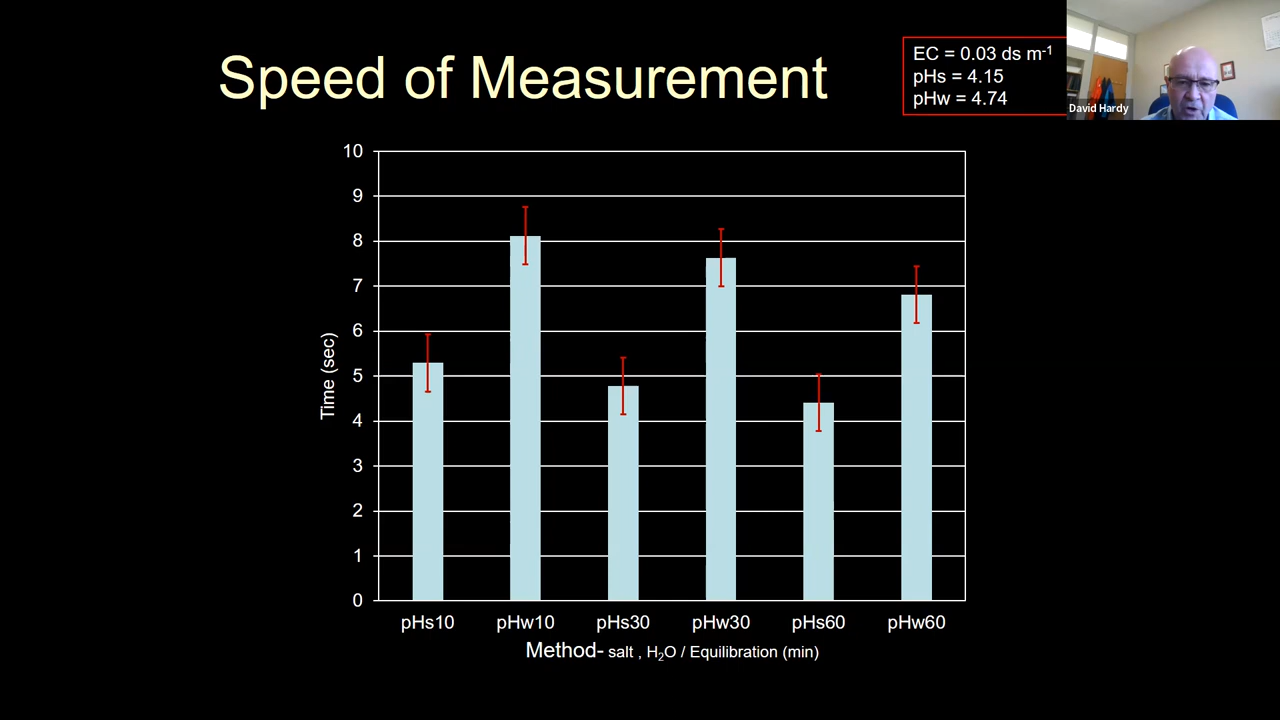 Speed of Measurement
EC = 0.03 ds m-1
pHs = 4.15
pHw = 4.74
David Hardy
10
9
8
7
6
5
4
3
2
1
0
Time (sec)
pHs10 pHw10 pHs30 pHw30 pHs60 pHw60
Method- salt , H2O / Equilibration (min)